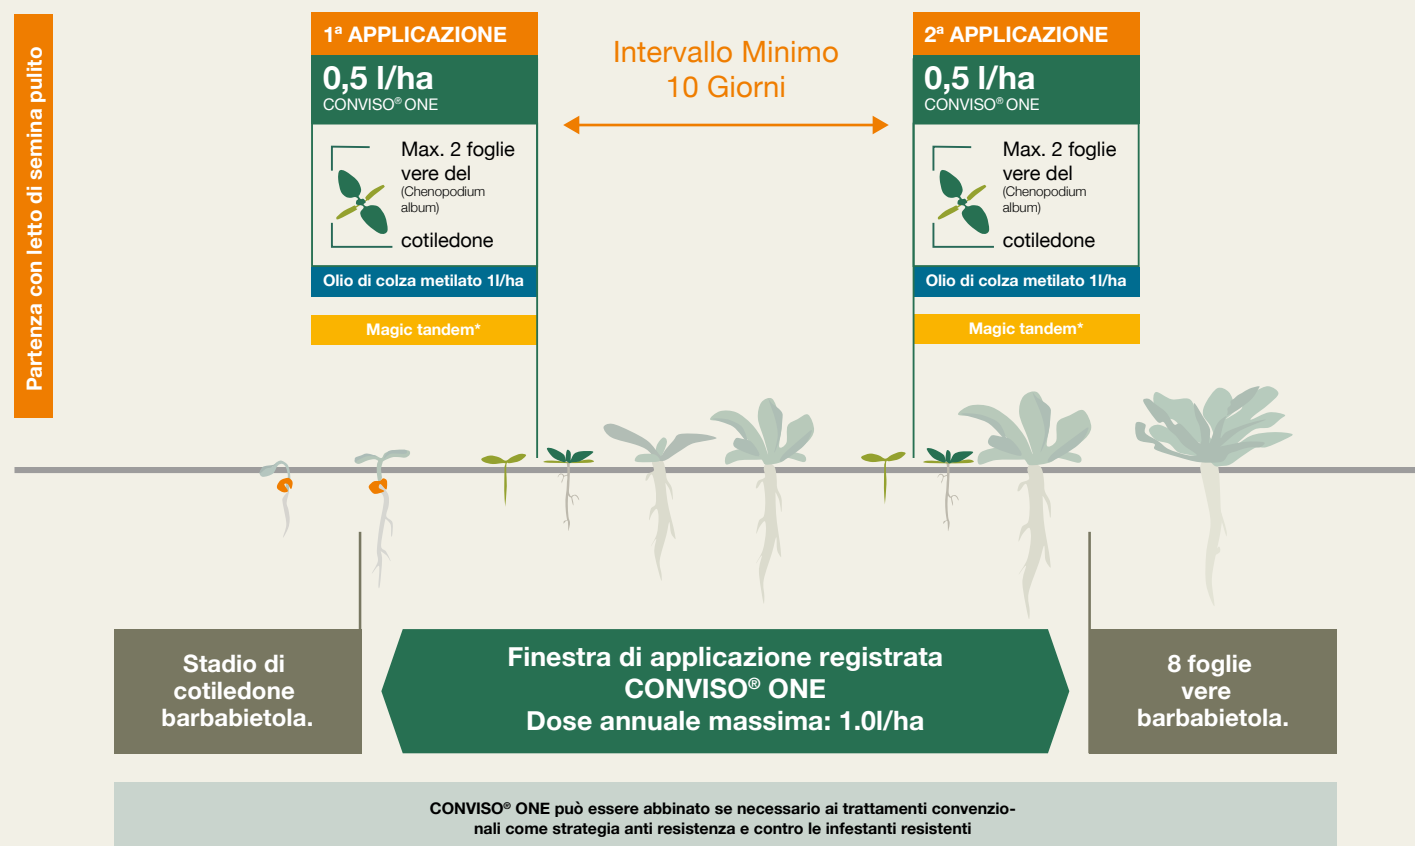 Partenza con letto di semina pulito
1ª APPLICAZIONE
0,5 l/ha
CONVISO® ONE
Max. 2 foglie
vere del
(Chenopodium
album)
cotiledone
Olio di colza metilato 1l/ha
Magic tandem*
Intervallo Minimo
10 Giorni
2ª APPLICAZIONE
0,5 l/ha
CONVISO® ONE
Max. 2 foglie
vere del
(Chenopodium
album)
cotiledone
Olio di colza metilato 1l/ha
Magic tandem*
Stadio di
cotiledone
barbabietola.
Finestra di applicazione registrata
CONVISO® ONE
Dose annuale massima: 1.0l/ha
8 foglie
vere
barbabietola.
CONVISO® ONE può essere abbinato se necessario ai trattamenti convenzio-
nali come strategia anti resistenza e contro le infestanti resistenti